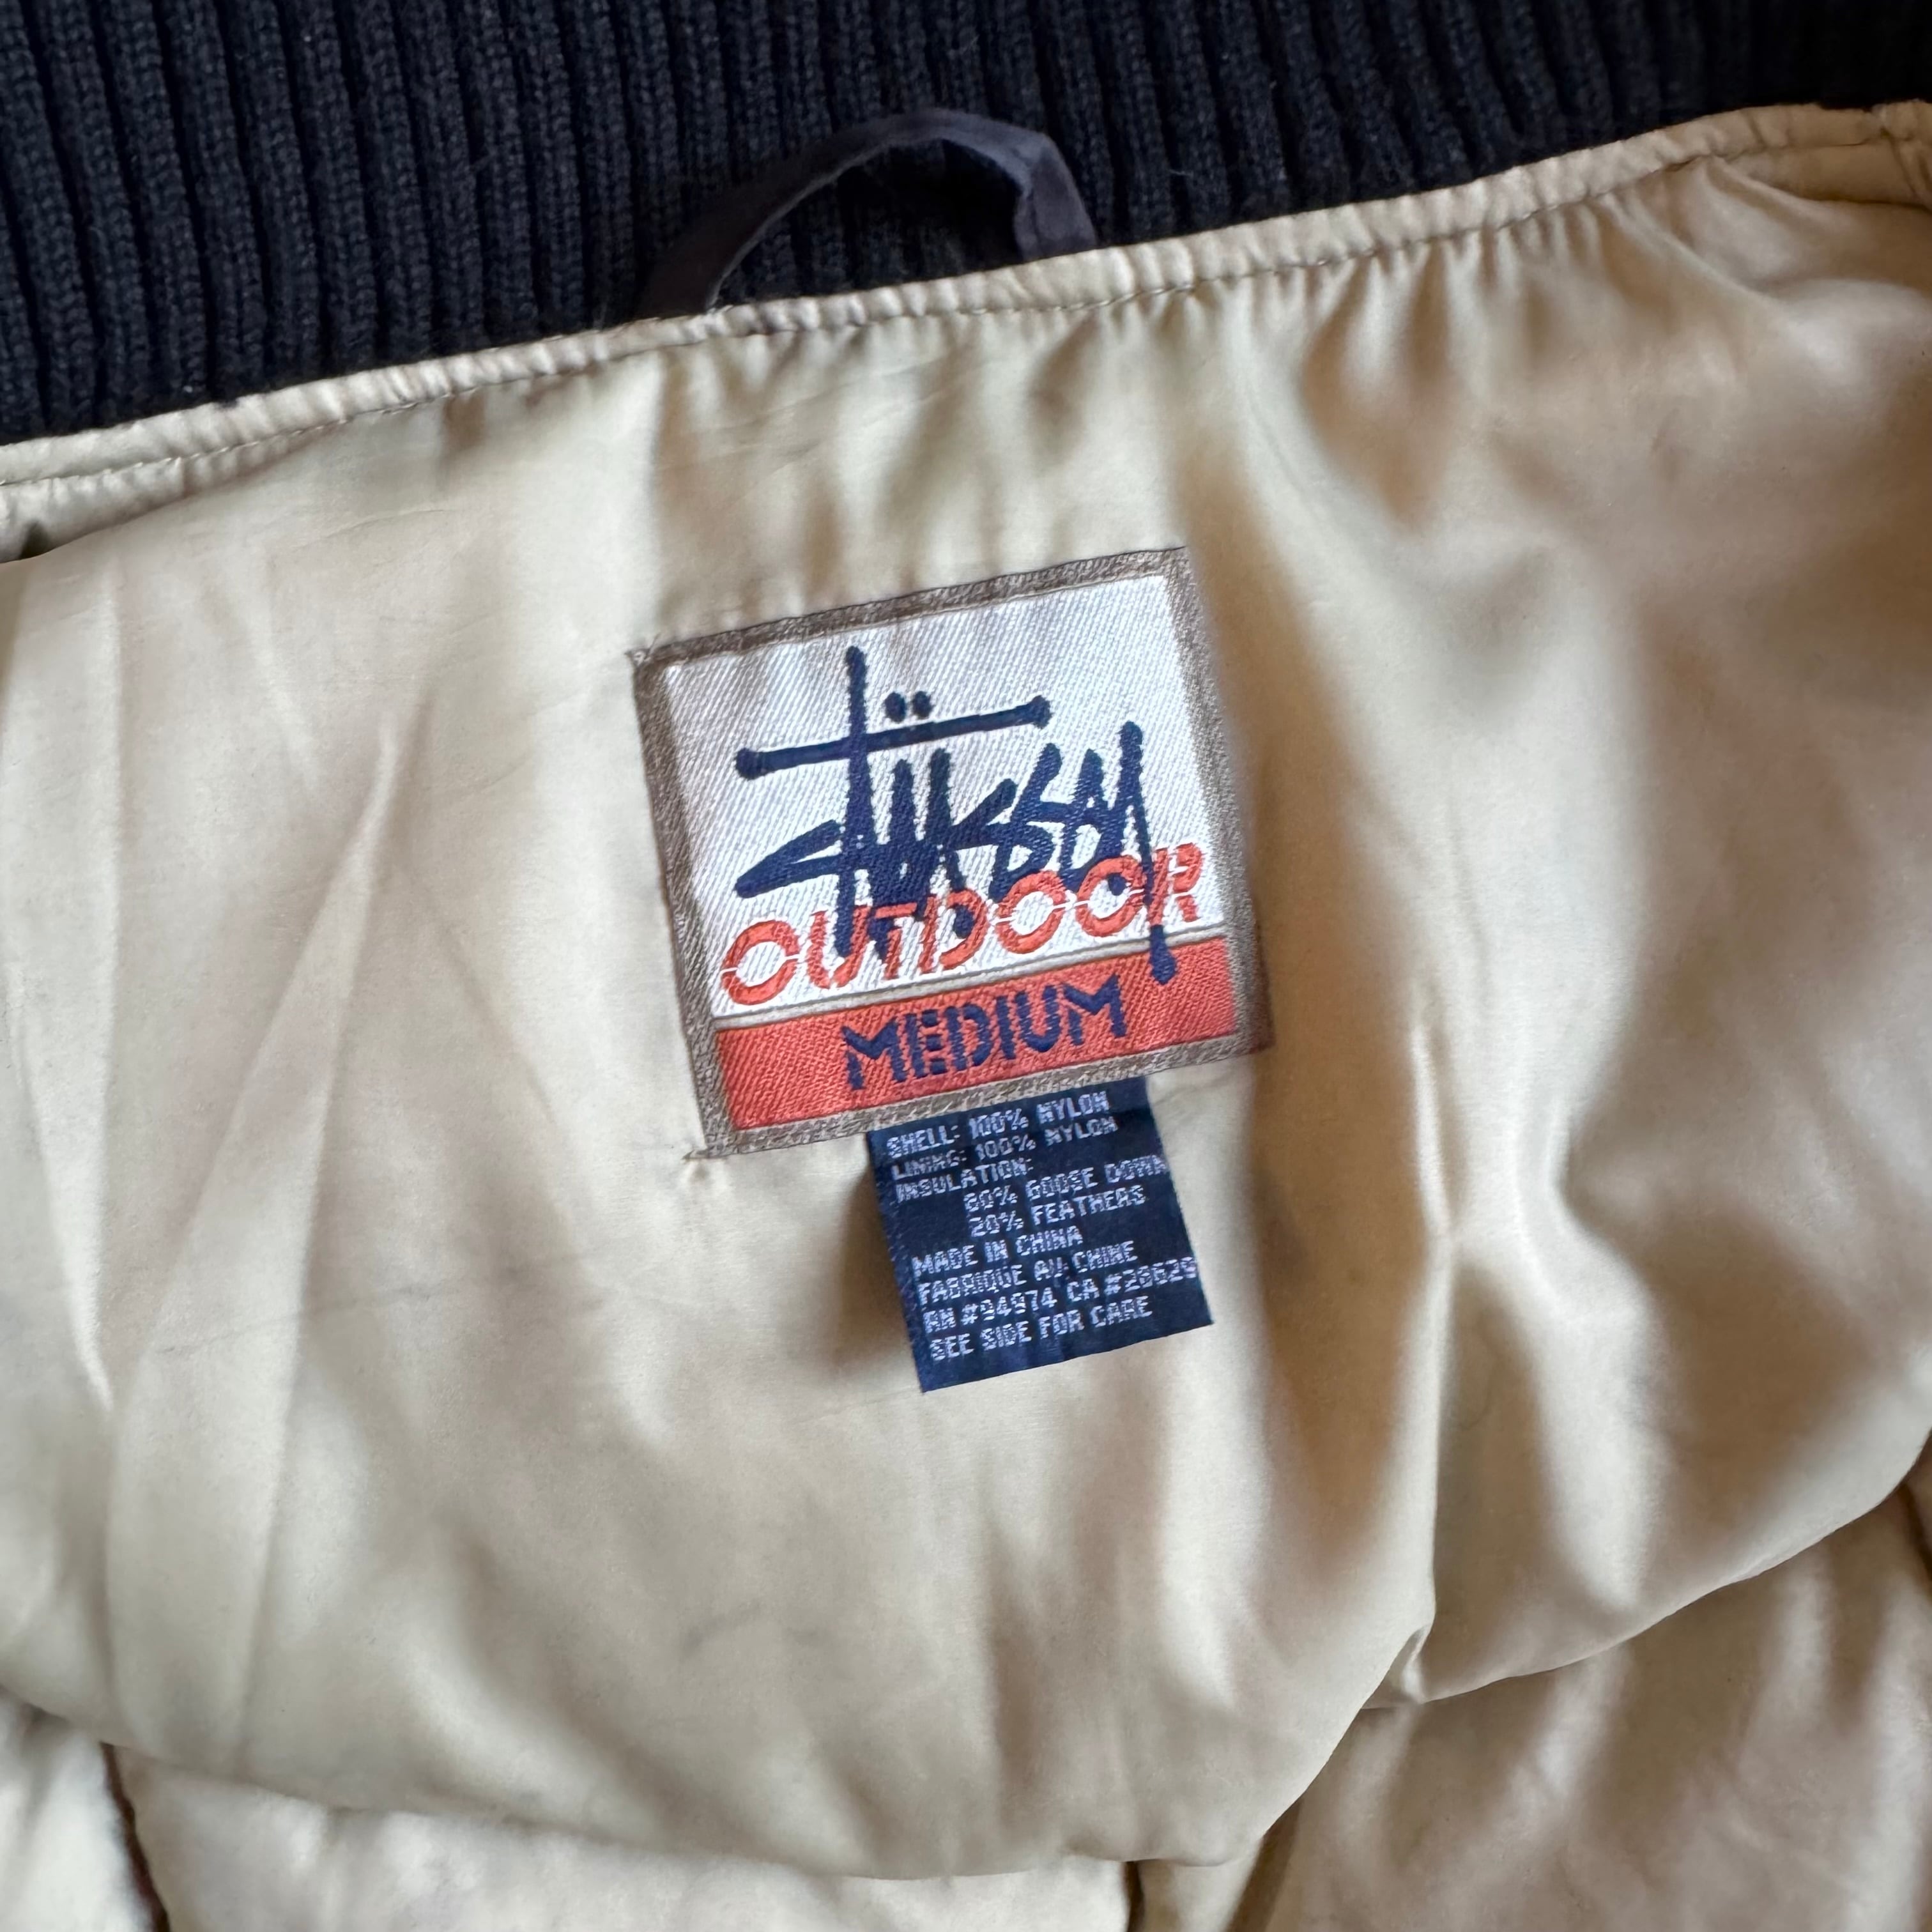 Stüssy
OUTDOOR
MEDIUM
SHELL: 100% NYLON
LINING: 100% NYLON
INSULATION:
80% GOOSE DOWN
20% FEATHERS
MADE IN CHINA
FABRIQUE AU CHINE
RN #94974 CA #28629
SEE SIDE FOR CARE